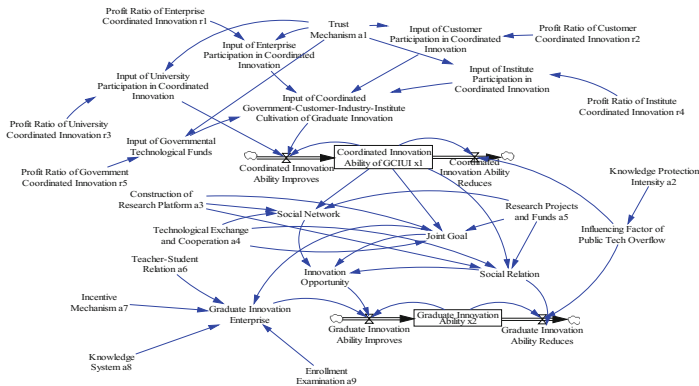 Profit Ratio of Enterprise
Coordinated Innovation r1
Trust
Mechanism a1
Input of Customer
Participation in Coordinated
Innovation
Profit Ratio of Customer
Coordinated Innovation r2
Input of Enterprise
Participation in Coordinated
Innovation
Input of University
Participation in Coordinated
Innovation
Input of Institute
Participation in
Coordinated Innovation
Input of Coordinated
Government-Customer-Industry-Institute
Cultivation of Graduate Innovation
Profit Ratio of Institute
Coordinated Innovation r4
Profit Ratio of University
Coordinated Innovation r3
Input of Governmental
Technological Funds
Profit Ratio of Government
Coordinated Innovation r5
Coordinated Innovation
Ability Improves
Coordinated Innovation
Ability of GCIUI x1
Coordinated
Innovation Ability
Reduces
Knowledge Protection
Intensity a2
Construction of
Research Platform a3
Social Network
Research Projects
and Funds a5
Technological Exchange
and Cooperation a4
Joint Goal
Influencing Factor of
Public Tech Overflow
Teacher-Student
Relation a6
Innovation
Opportunity
Social Relation
Incentive
Mechanism a7
Graduate Innovation
Enterprise
Graduate Innovation
Ability Improves
Graduate Innovation
Ability x2
Graduate Innovation
Ability Reduces
Knowledge
System a8
Enrollment
Examination a9